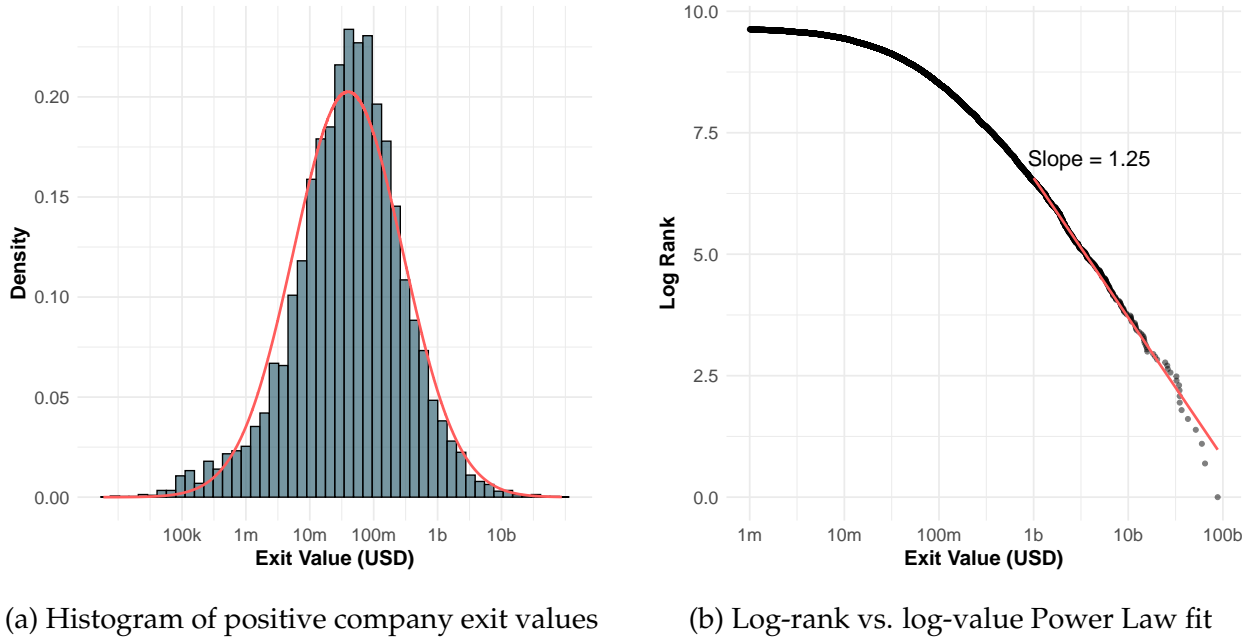 0.20
0.15
0.10
0.05
0.00
Density
100k 1m 10m 100m 1b 10b
Exit Value (USD)
(a) Histogram of positive company exit values
10.0
7.5
5.0
2.5
0.0
Log Rank
Slope = 1.25
1m 10m 100m 1b 10b 100b
Exit Value (USD)
(b) Log-rank vs. log-value Power Law fit